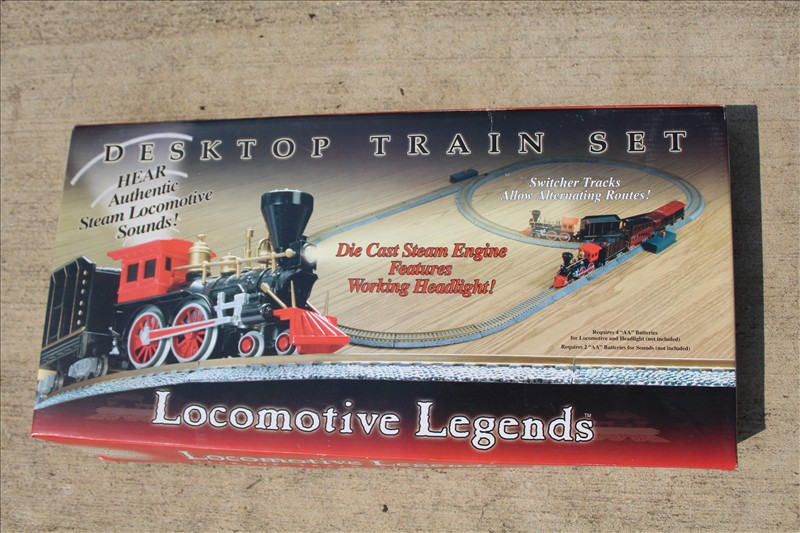 DESKTOP TRAIN SET
HEAR
Authentic
Steam Locomotive
Sounds!
Switcher Tracks
Allow Alternating Routes!
Die Cast Steam Engine
Features
Working Headlight!
Requires 4 "AA" Batteries
for Locomotive and Headlight (not included)
Requires 2 "AA" Batteries for Sounds (not included)
Locomotive Legends™
Locomotive Legends